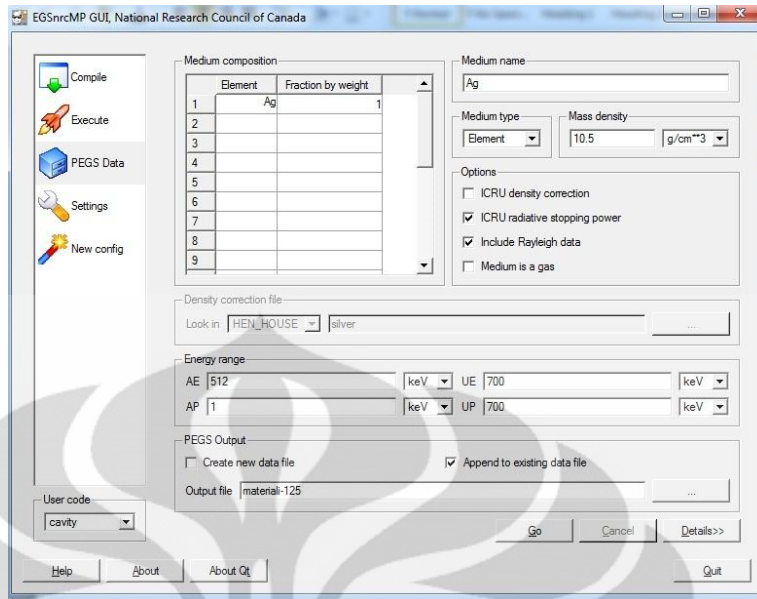 EGSnrcMP GUI, National Research Council of Canada
Compile
Execute
PEGS Data
Settings
New config
User code
cavity
Medium composition
Element Fraction by weight
1 Ag 1
2
3
4
5
6
7
8
9
Medium name
Ag
Medium type
Element
Mass density
10.5 g/cm**3
Options
ICRU density correction
ICRU radiative stopping power
Include Rayleigh data
Medium is a gas
Density correction file
Look in HEN_HOUSE silver ...
Energy range
AE 512 keV UE 700 keV
AP 1 keV UP 700 keV
PEGS Output
Create new data file Append to existing data file
Output file materiali-125 ...
Go Cancel Details>>
Help About About Qt Quit